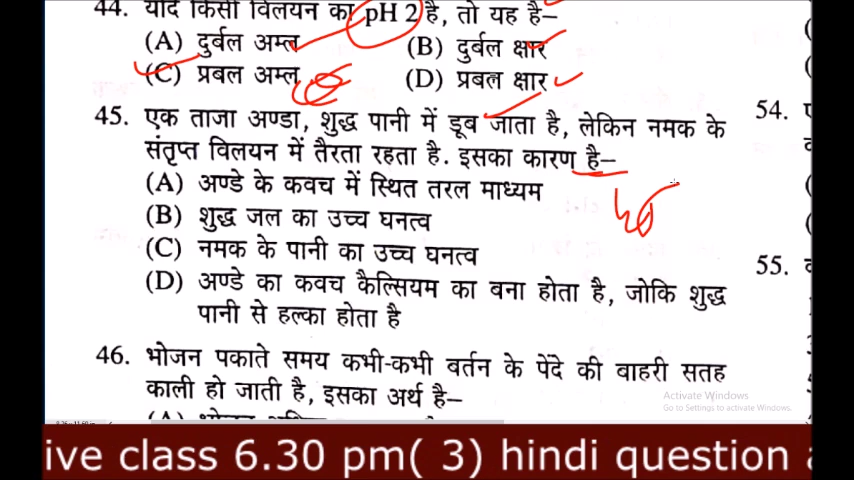 44. यदि किसी विलयन का pH 2 है, तो यह है–
(A) दुर्बल अम्ल (B) दुर्बल क्षार
(C) प्रबल अम्ल (D) प्रबल क्षार
45. एक ताजा अण्डा, शुद्ध पानी में डूब जाता है, लेकिन नमक के
संतृप्त विलयन में तैरता रहता है. इसका कारण है–
(A) अण्डे के कवच में स्थित तरल माध्यम
(B) शुद्ध जल का उच्च घनत्व
(C) नमक के पानी का उच्च घनत्व
(D) अण्डे का कवच कैल्सियम का बना होता है, जोकि शुद्ध
पानी से हल्का होता है
46. भोजन पकाते समय कभी-कभी बर्तन के पेंदे की बाहरी सतह
काली हो जाती है, इसका अर्थ है–
54.
55.
Activate Windows
Go to Settings to activate Windows.
ive class 6.30 pm( 3) hindi question